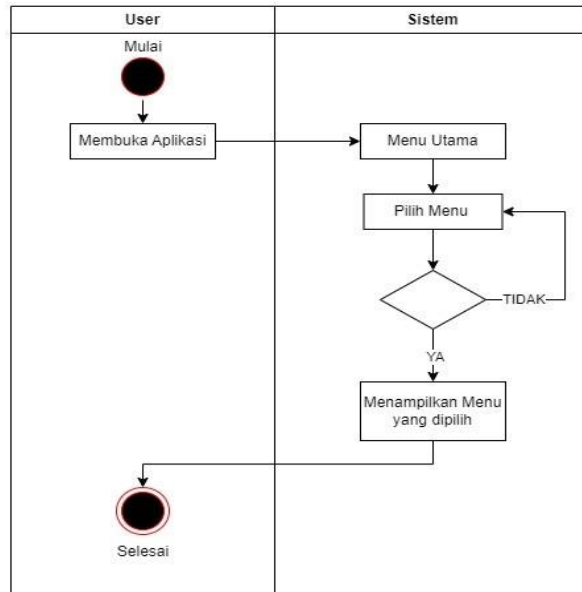 User
Sistem
Mulai
Membuka Aplikasi
Menu Utama
Pilih Menu
TIDAK
YA
Menampilkan Menu
yang dipilih
Selesai